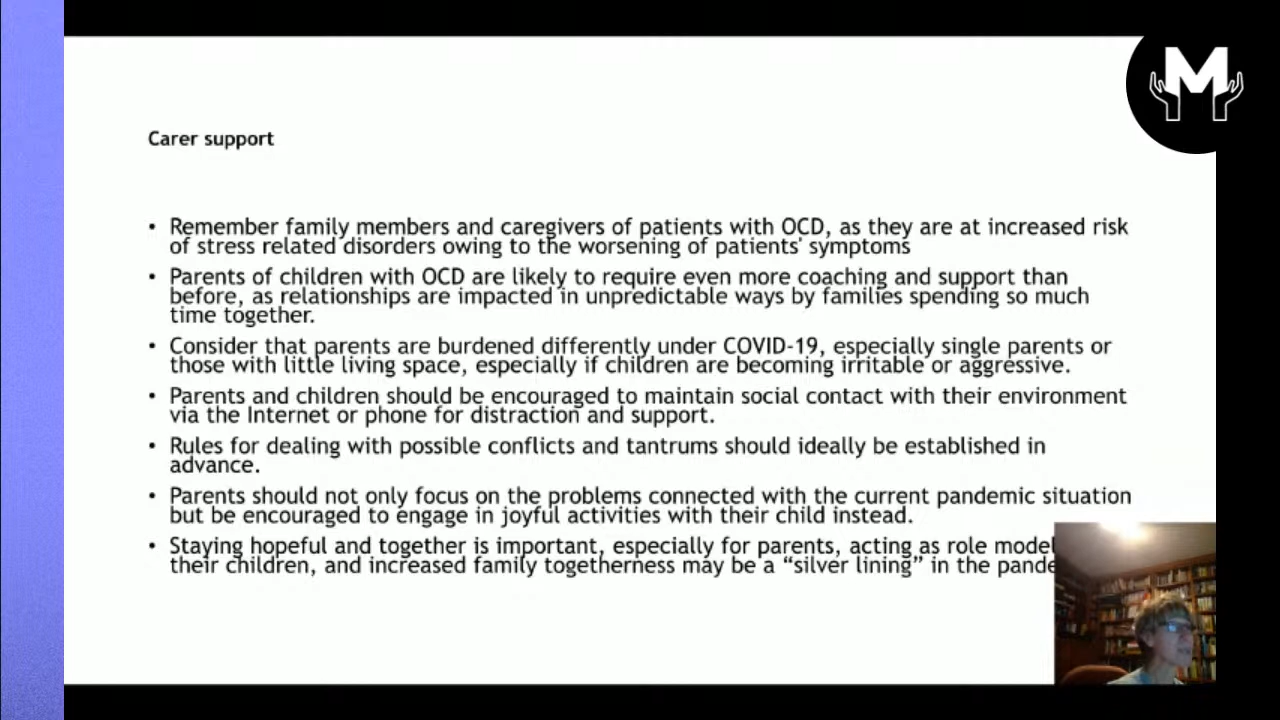 M
Carer support
• Remember family members and caregivers of patients with OCD, as they are at increased risk
of stress related disorders owing to the worsening of patients' symptoms
• Parents of children with OCD are likely to require even more coaching and support than
before, as relationships are impacted in unpredictable ways by families spending so much
time together.
• Consider that parents are burdened differently under COVID-19, especially single parents or
those with little living space, especially if children are becoming irritable or aggressive.
• Parents and children should be encouraged to maintain social contact with their environment
via the Internet or phone for distraction and support.
• Rules for dealing with possible conflicts and tantrums should ideally be established in
advance.
• Parents should not only focus on the problems connected with the current pandemic situation
but be encouraged to engage in joyful activities with their child instead.
• Staying hopeful and together is important, especially for parents, acting as role model
their children, and increased family togetherness may be a “silver lining” in the pande